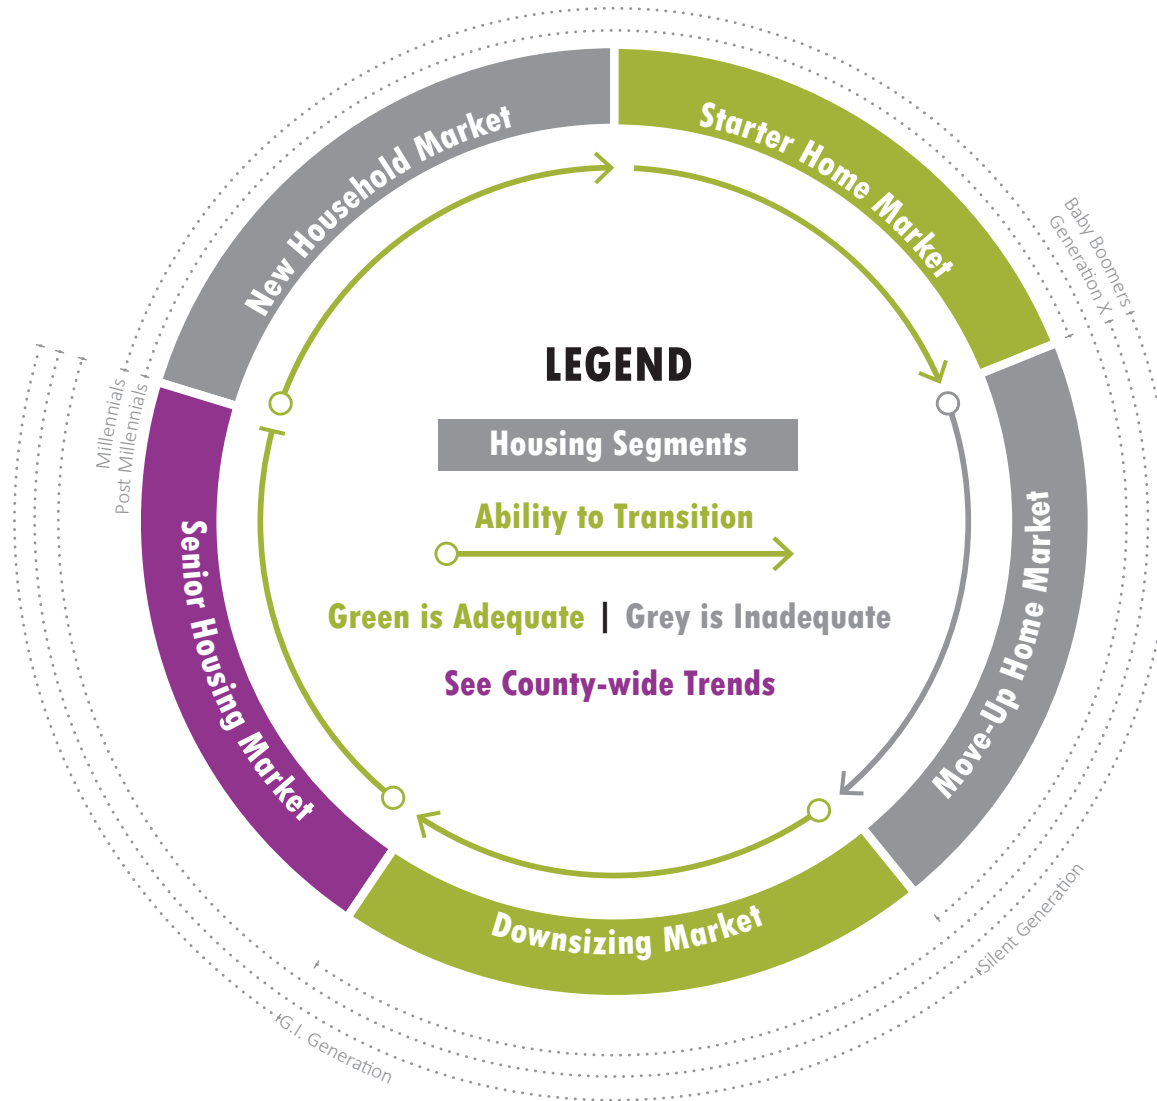 New Household Market
Starter Home Market
Baby Boomers
Generation X
LEGEND
Housing Segments
Ability to Transition
Green is Adequate | Grey is Inadequate
See County-wide Trends
Millennials
Post Millennials
Senior Housing Market
Move-Up Home Market
Downsizing Market
Silent Generation
G.I. Generation